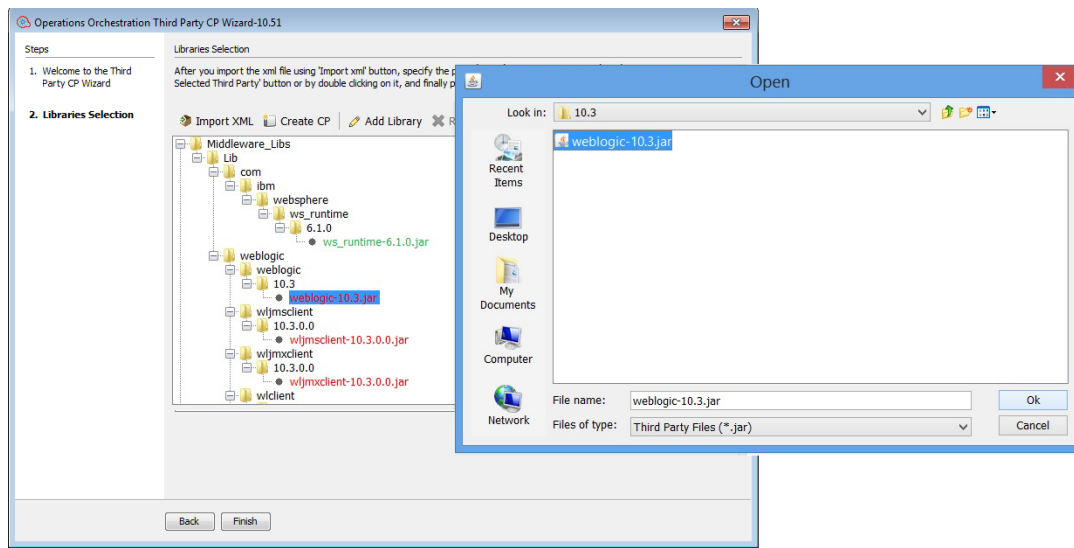 Operations Orchestration Third Party CP Wizard-10.51
Steps
1. Welcome to the Third
Party CP Wizard
2. Libraries Selection
Libraries Selection
After you import the xml file using 'Import xml' button, specify the
Selected Third Party' button or by double clicking on it, and finally
Import XML
Create CP
Add Library
Middleware_Libs
Lib
com
ibm
websphere
ws_runtime
6.1.0
ws_runtime-6.1.0.jar
weblogic
weblogic
10.3
weblogic-10.3.jar
wljmsclient
10.3.0.0
wljmsclient-10.3.0.0.jar
wljmxclient
10.3.0.0
wljmxclient-10.3.0.0.jar
wlclient
Back
Finish
Open
Look in:
10.3
weblogic-10.3.jar
Recent
Items
Desktop
My
Documents
Computer
Network
File name:
weblogic-10.3.jar
Ok
Files of type:
Third Party Files (*.jar)
Cancel